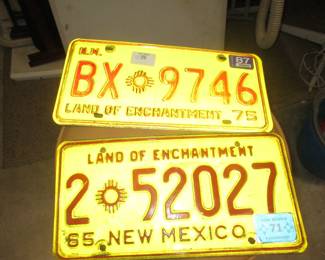 N.M. 87
BX 9746
LAND OF ENCHANTMENT 75
LAND OF ENCHANTMENT
2 52027
65 NEW MEXICO 71